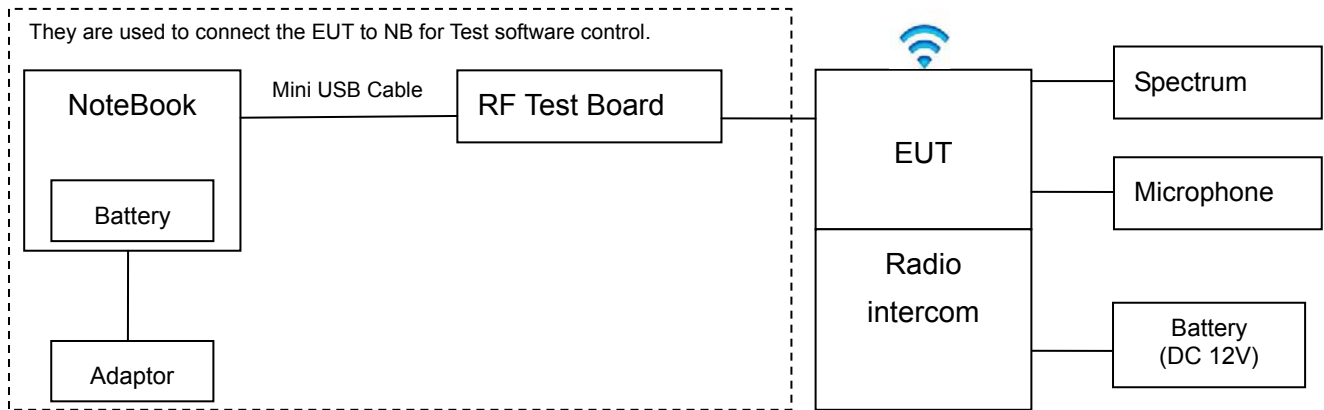 They are used to connect the EUT to NB for Test software control.
NoteBook
Mini USB Cable
RF Test Board
Battery
Adaptor
EUT
Radio
intercom
Spectrum
Microphone
Battery
(DC 12V)